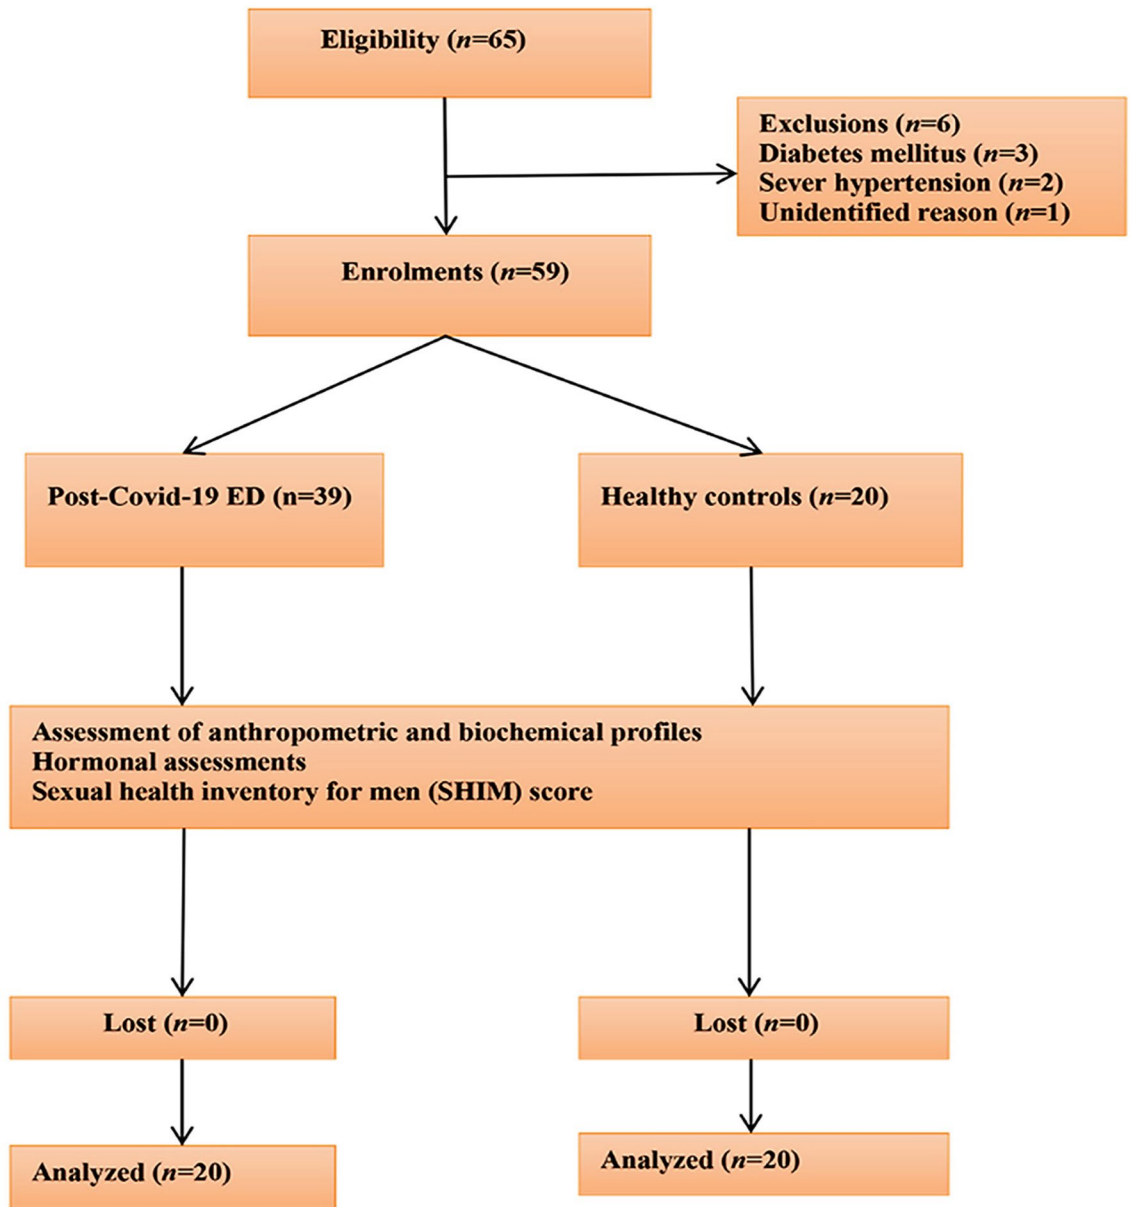 Eligibility (n=65)
Exclusions (n=6)
Diabetes mellitus (n=3)
Sever hypertension (n=2)
Unidentified reason (n=1)
Enrolments (n=59)
Post-Covid-19 ED (n=39)
Healthy controls (n=20)
Assessment of anthropometric and biochemical profiles
Hormonal assessments
Sexual health inventory for men (SHIM) score
Lost (n=0)
Lost (n=0)
Analyzed (n=20)
Analyzed (n=20)